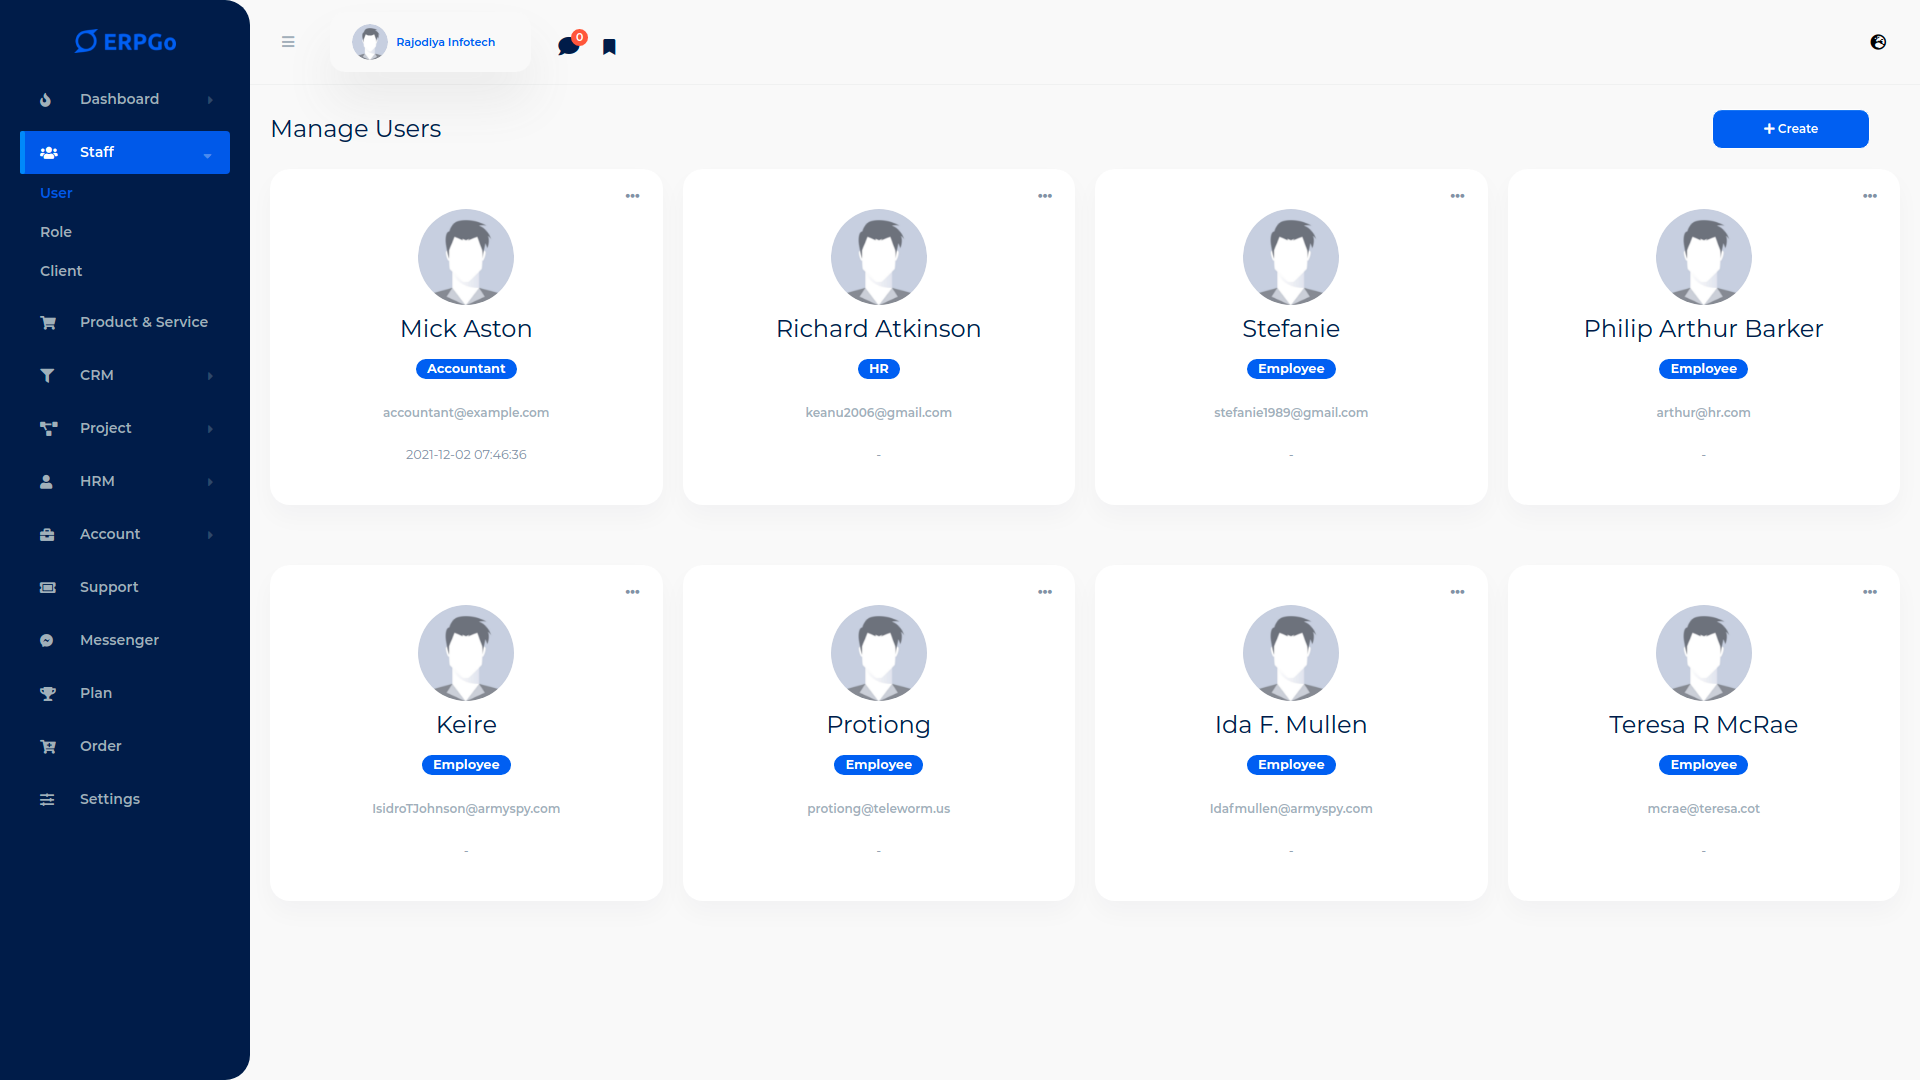 ERPGo
Rajodiya Infotech
0
Dashboard
Manage Users
Create
Staff
User
Role
Client
Product & Service
CRM
Project
HRM
Account
Support
Messenger
Plan
Order
Settings
Mick Aston
Accountant
accountant@example.com
2021-12-02 07:46:36
Richard Atkinson
HR
keanu2006@gmail.com
-
Stefanie
Employee
stefanie1989@gmail.com
-
Philip Arthur Barker
Employee
arthur@hr.com
-
Keire
Employee
IsidroTJohnson@armyspy.com
-
Protiong
Employee
protiong@teleworm.us
-
Ida F. Mullen
Employee
Idafmullen@armyspy.com
-
Teresa R McRae
Employee
mcrae@teresa.cot
-